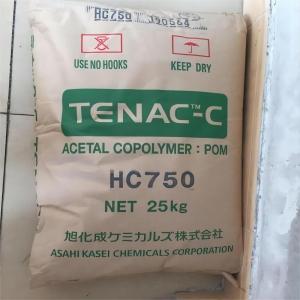 HC750 190564
USE NO HOOKS
KEEP DRY
TENAC™-C
ACETAL COPOLYMER : POM
HC750
NET 25kg
旭化成ケミカルズ株式会社
ASAHI KASEI CHEMICALS CORPORATION